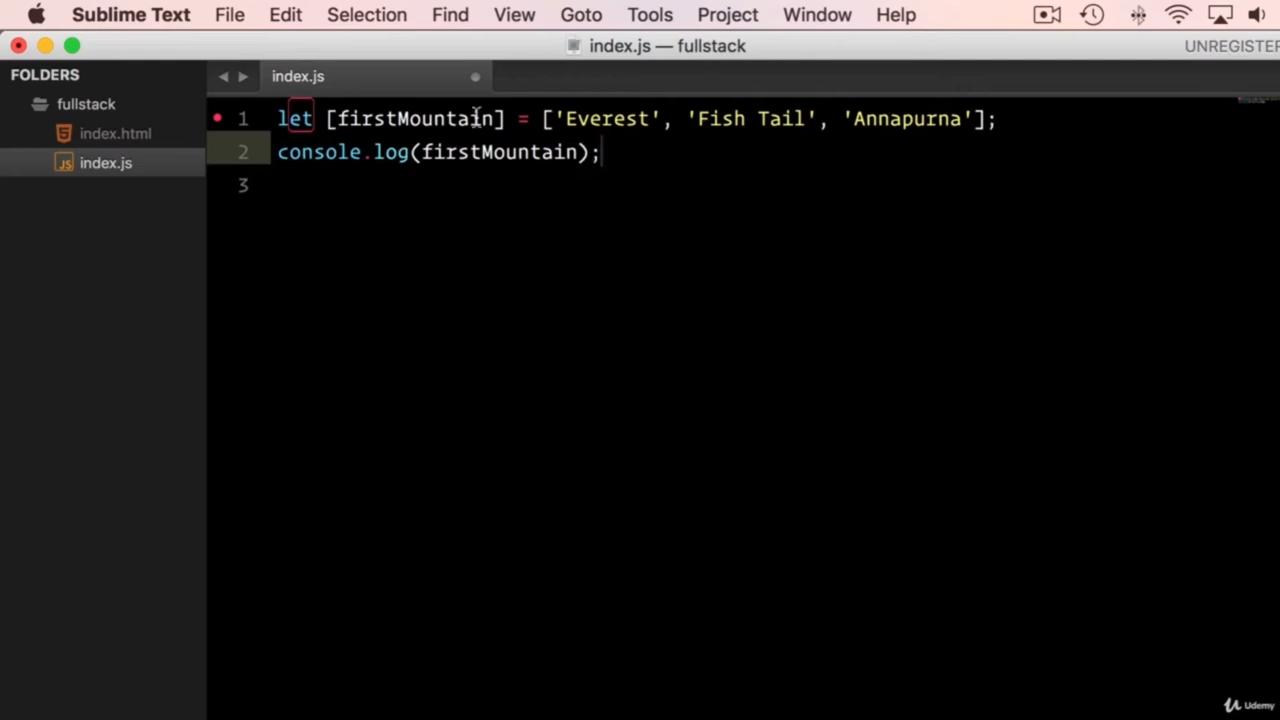 Sublime Text File Edit Selection Find View Goto Tools Project Window Help
index.js — fullstack UNREGISTER
FOLDERS
index.js
fullstack
index.html
index.js
1 let [firstMountain] = ['Everest', 'Fish Tail', 'Annapurna'];
2 console.log(firstMountain);
3
Udemy